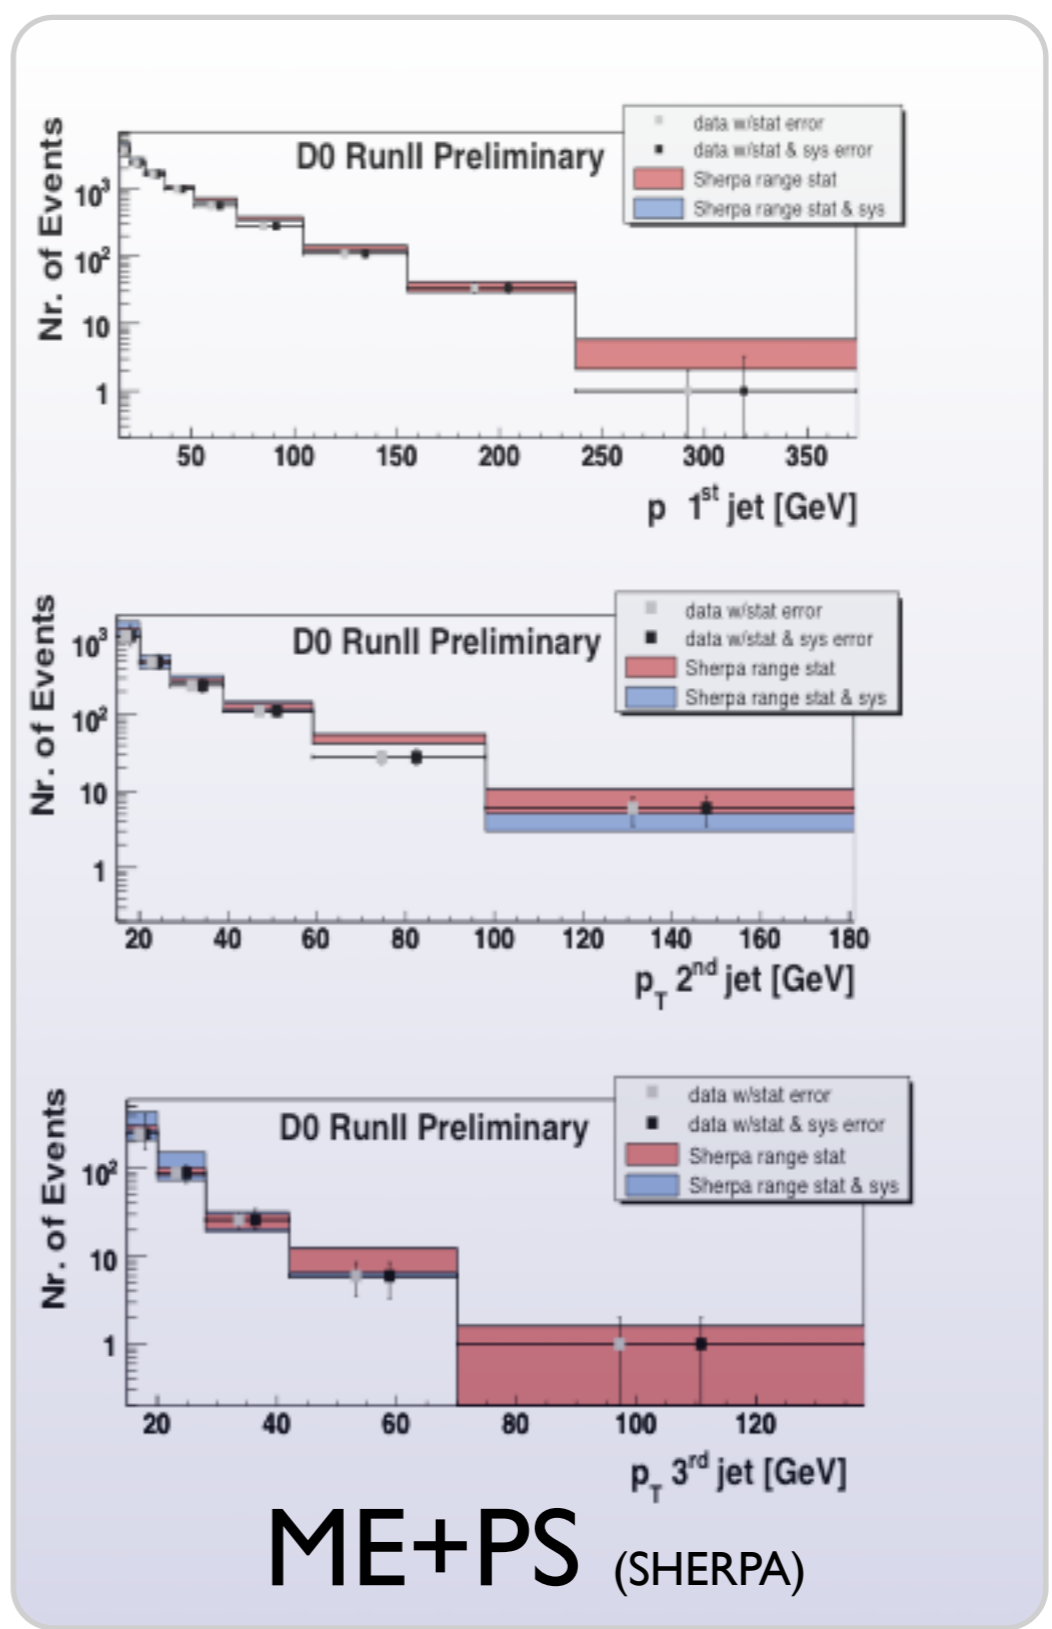 D0 RunII Preliminary
data w/stat error
data w/stat & sys error
Sherpa range stat
Sherpa range stat & sys
Nr. of Events
10³
10²
10
1
50 100 150 200 250 300 350
p 1st jet [GeV]
D0 RunII Preliminary
data w/stat error
data w/stat & sys error
Sherpa range stat
Sherpa range stat & sys
Nr. of Events
10³
10²
10
1
20 40 60 80 100 120 140 160 180
pT 2nd jet [GeV]
D0 RunII Preliminary
data w/stat error
data w/stat & sys error
Sherpa range stat
Sherpa range stat & sys
Nr. of Events
10²
10
1
20 40 60 80 100 120
pT 3rd jet [GeV]
ME+PS (SHERPA)